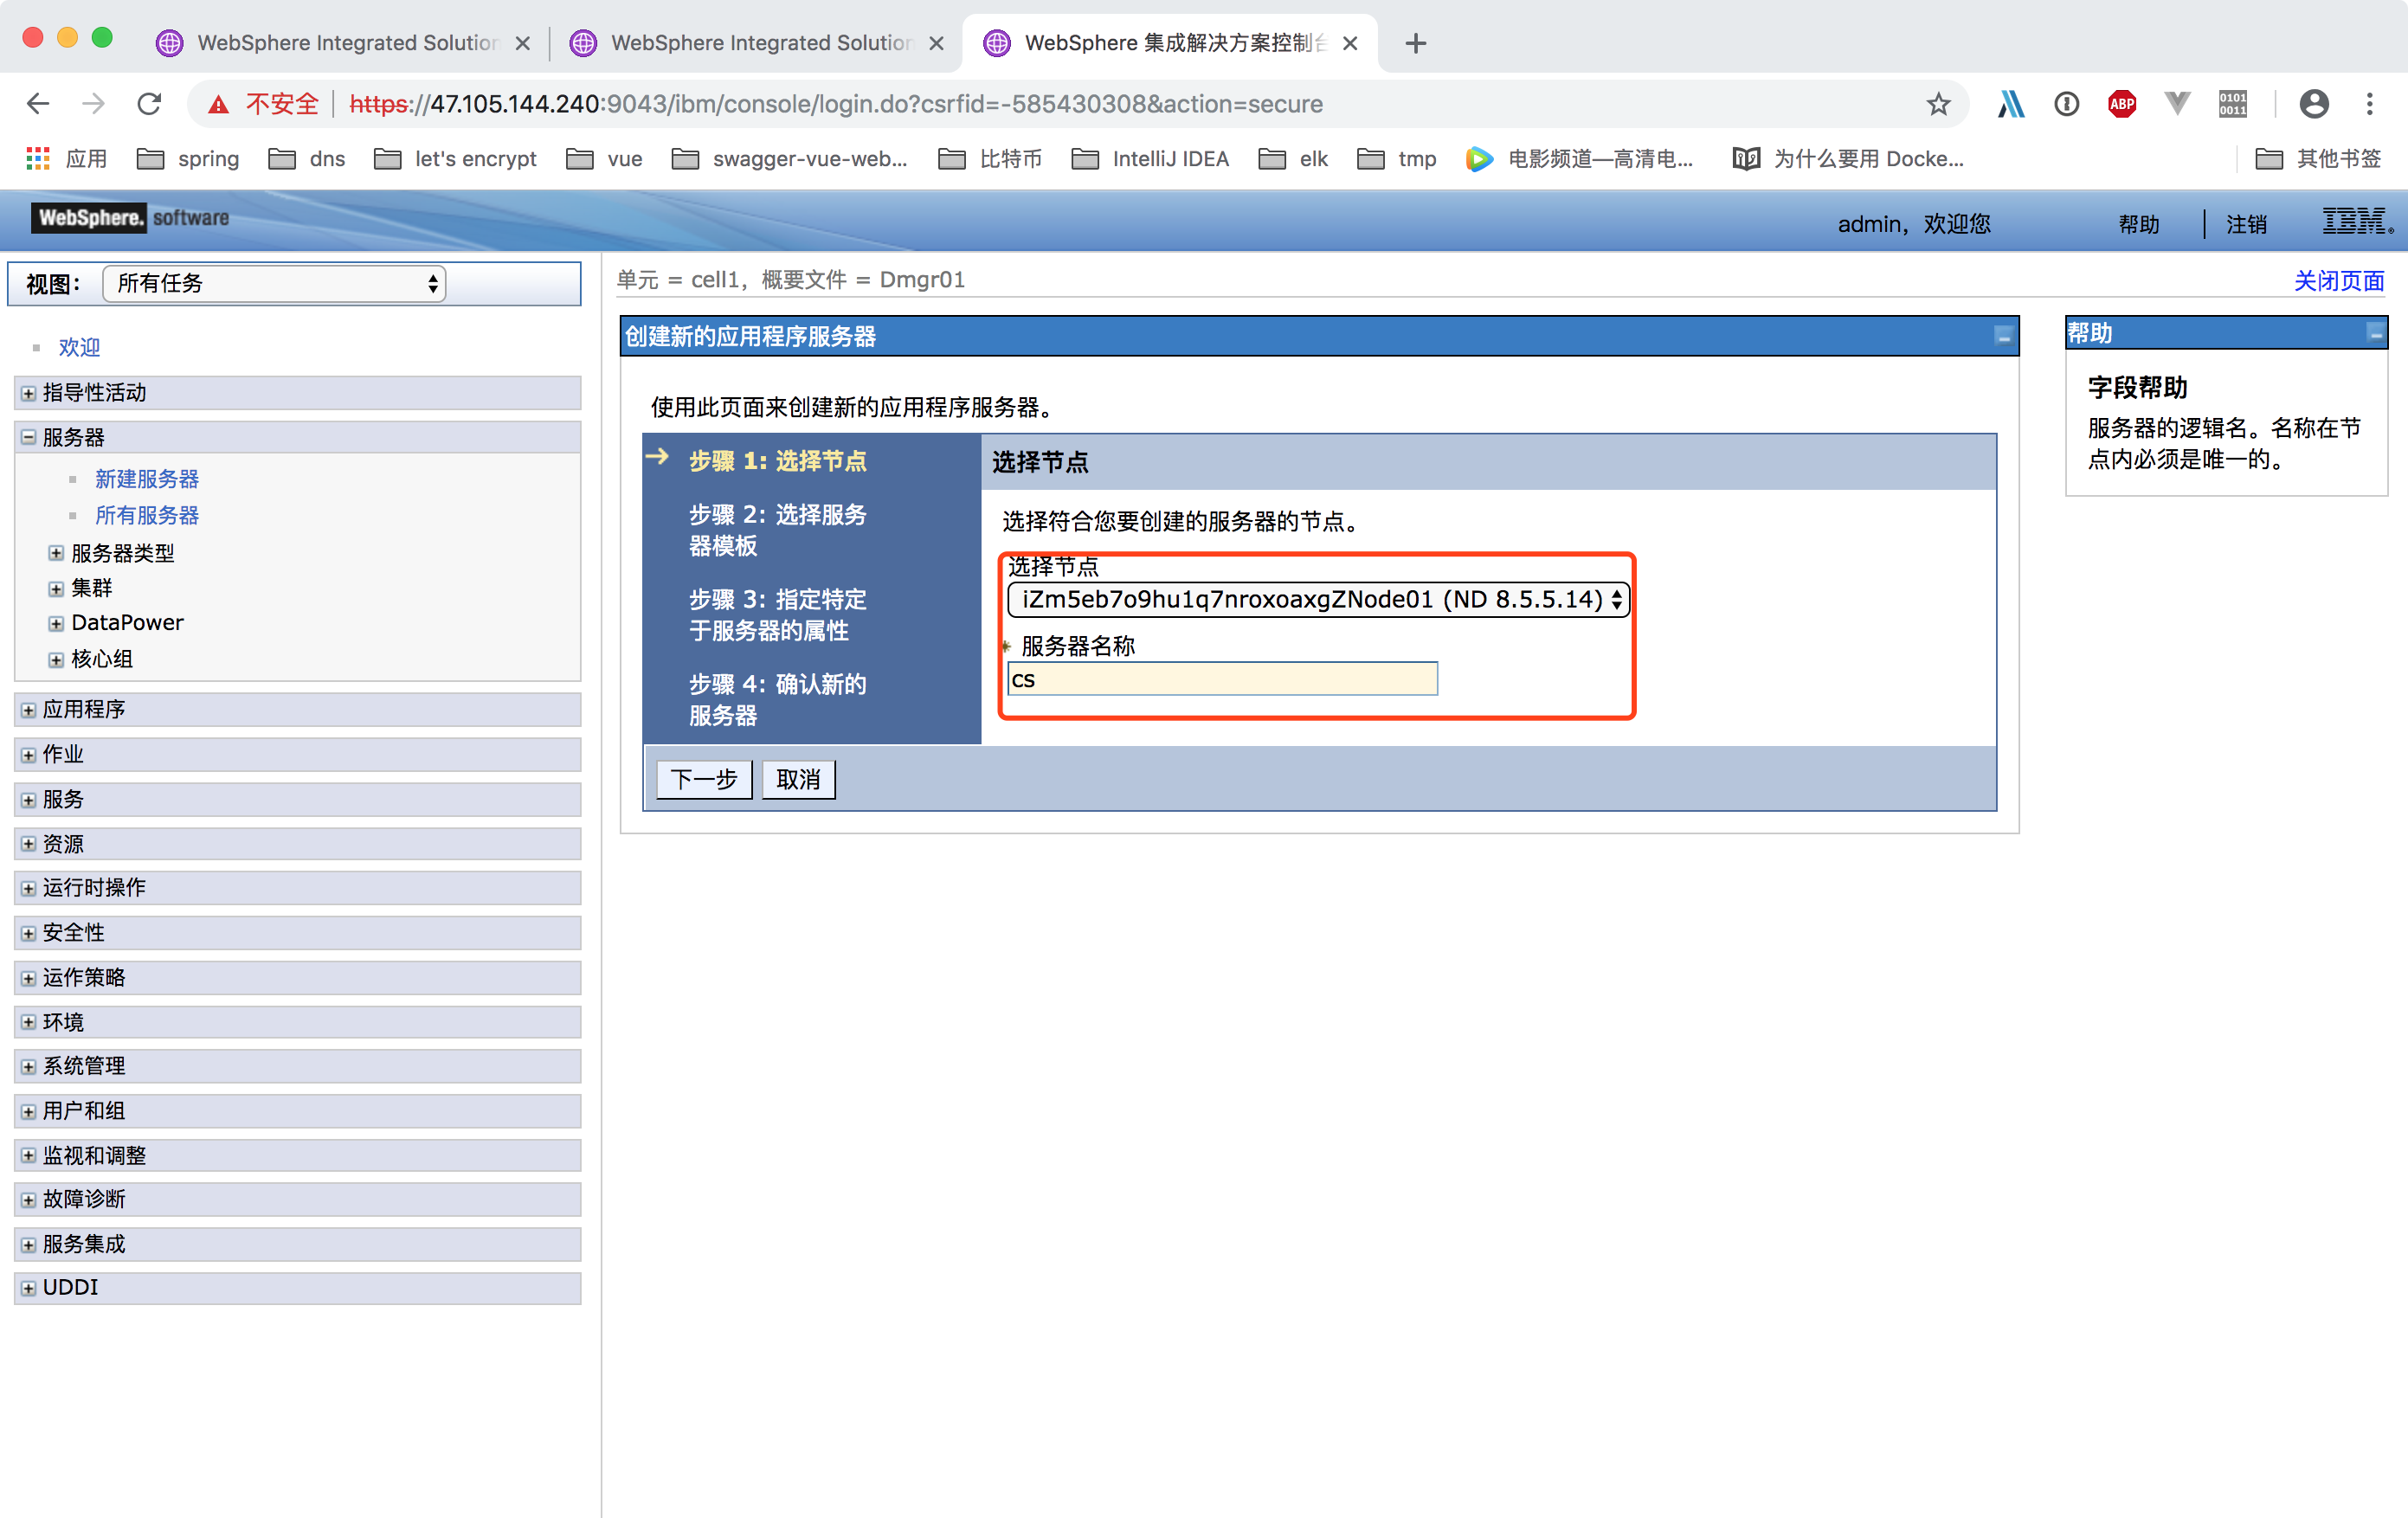 WebSphere Integrated Solution
WebSphere Integrated Solution
WebSphere 集成解决方案控制台
不安全
https://47.105.144.240:9043/ibm/console/login.do?csrfid=-585430308&action=secure
ABP
0101
0011
应用
spring
dns
let's encrypt
vue
swagger-vue-web...
比特币
IntelliJ IDEA
elk
tmp
电影频道—高清电...
为什么要用 Docke...
其他书签
WebSphere. software
admin，欢迎您
帮助
注销
IBM
视图：
所有任务
欢迎
指导性活动
服务器
新建服务器
所有服务器
服务器类型
集群
DataPower
核心组
应用程序
作业
服务
资源
运行时操作
安全性
运作策略
环境
系统管理
用户和组
监视和调整
故障诊断
服务集成
UDDI
单元 = cell1，概要文件 = Dmgr01
关闭页面
创建新的应用程序服务器
使用此页面来创建新的应用程序服务器。
步骤 1: 选择节点
步骤 2: 选择服务
器模板
步骤 3: 指定特定
于服务器的属性
步骤 4: 确认新的
服务器
选择节点
选择符合您要创建的服务器的节点。
选择节点
iZm5eb7o9hu1q7nroxoaxgZNode01 (ND 8.5.5.14)
服务器名称
cs
下一步
取消
帮助
字段帮助
服务器的逻辑名。名称在节
点内必须是唯一的。